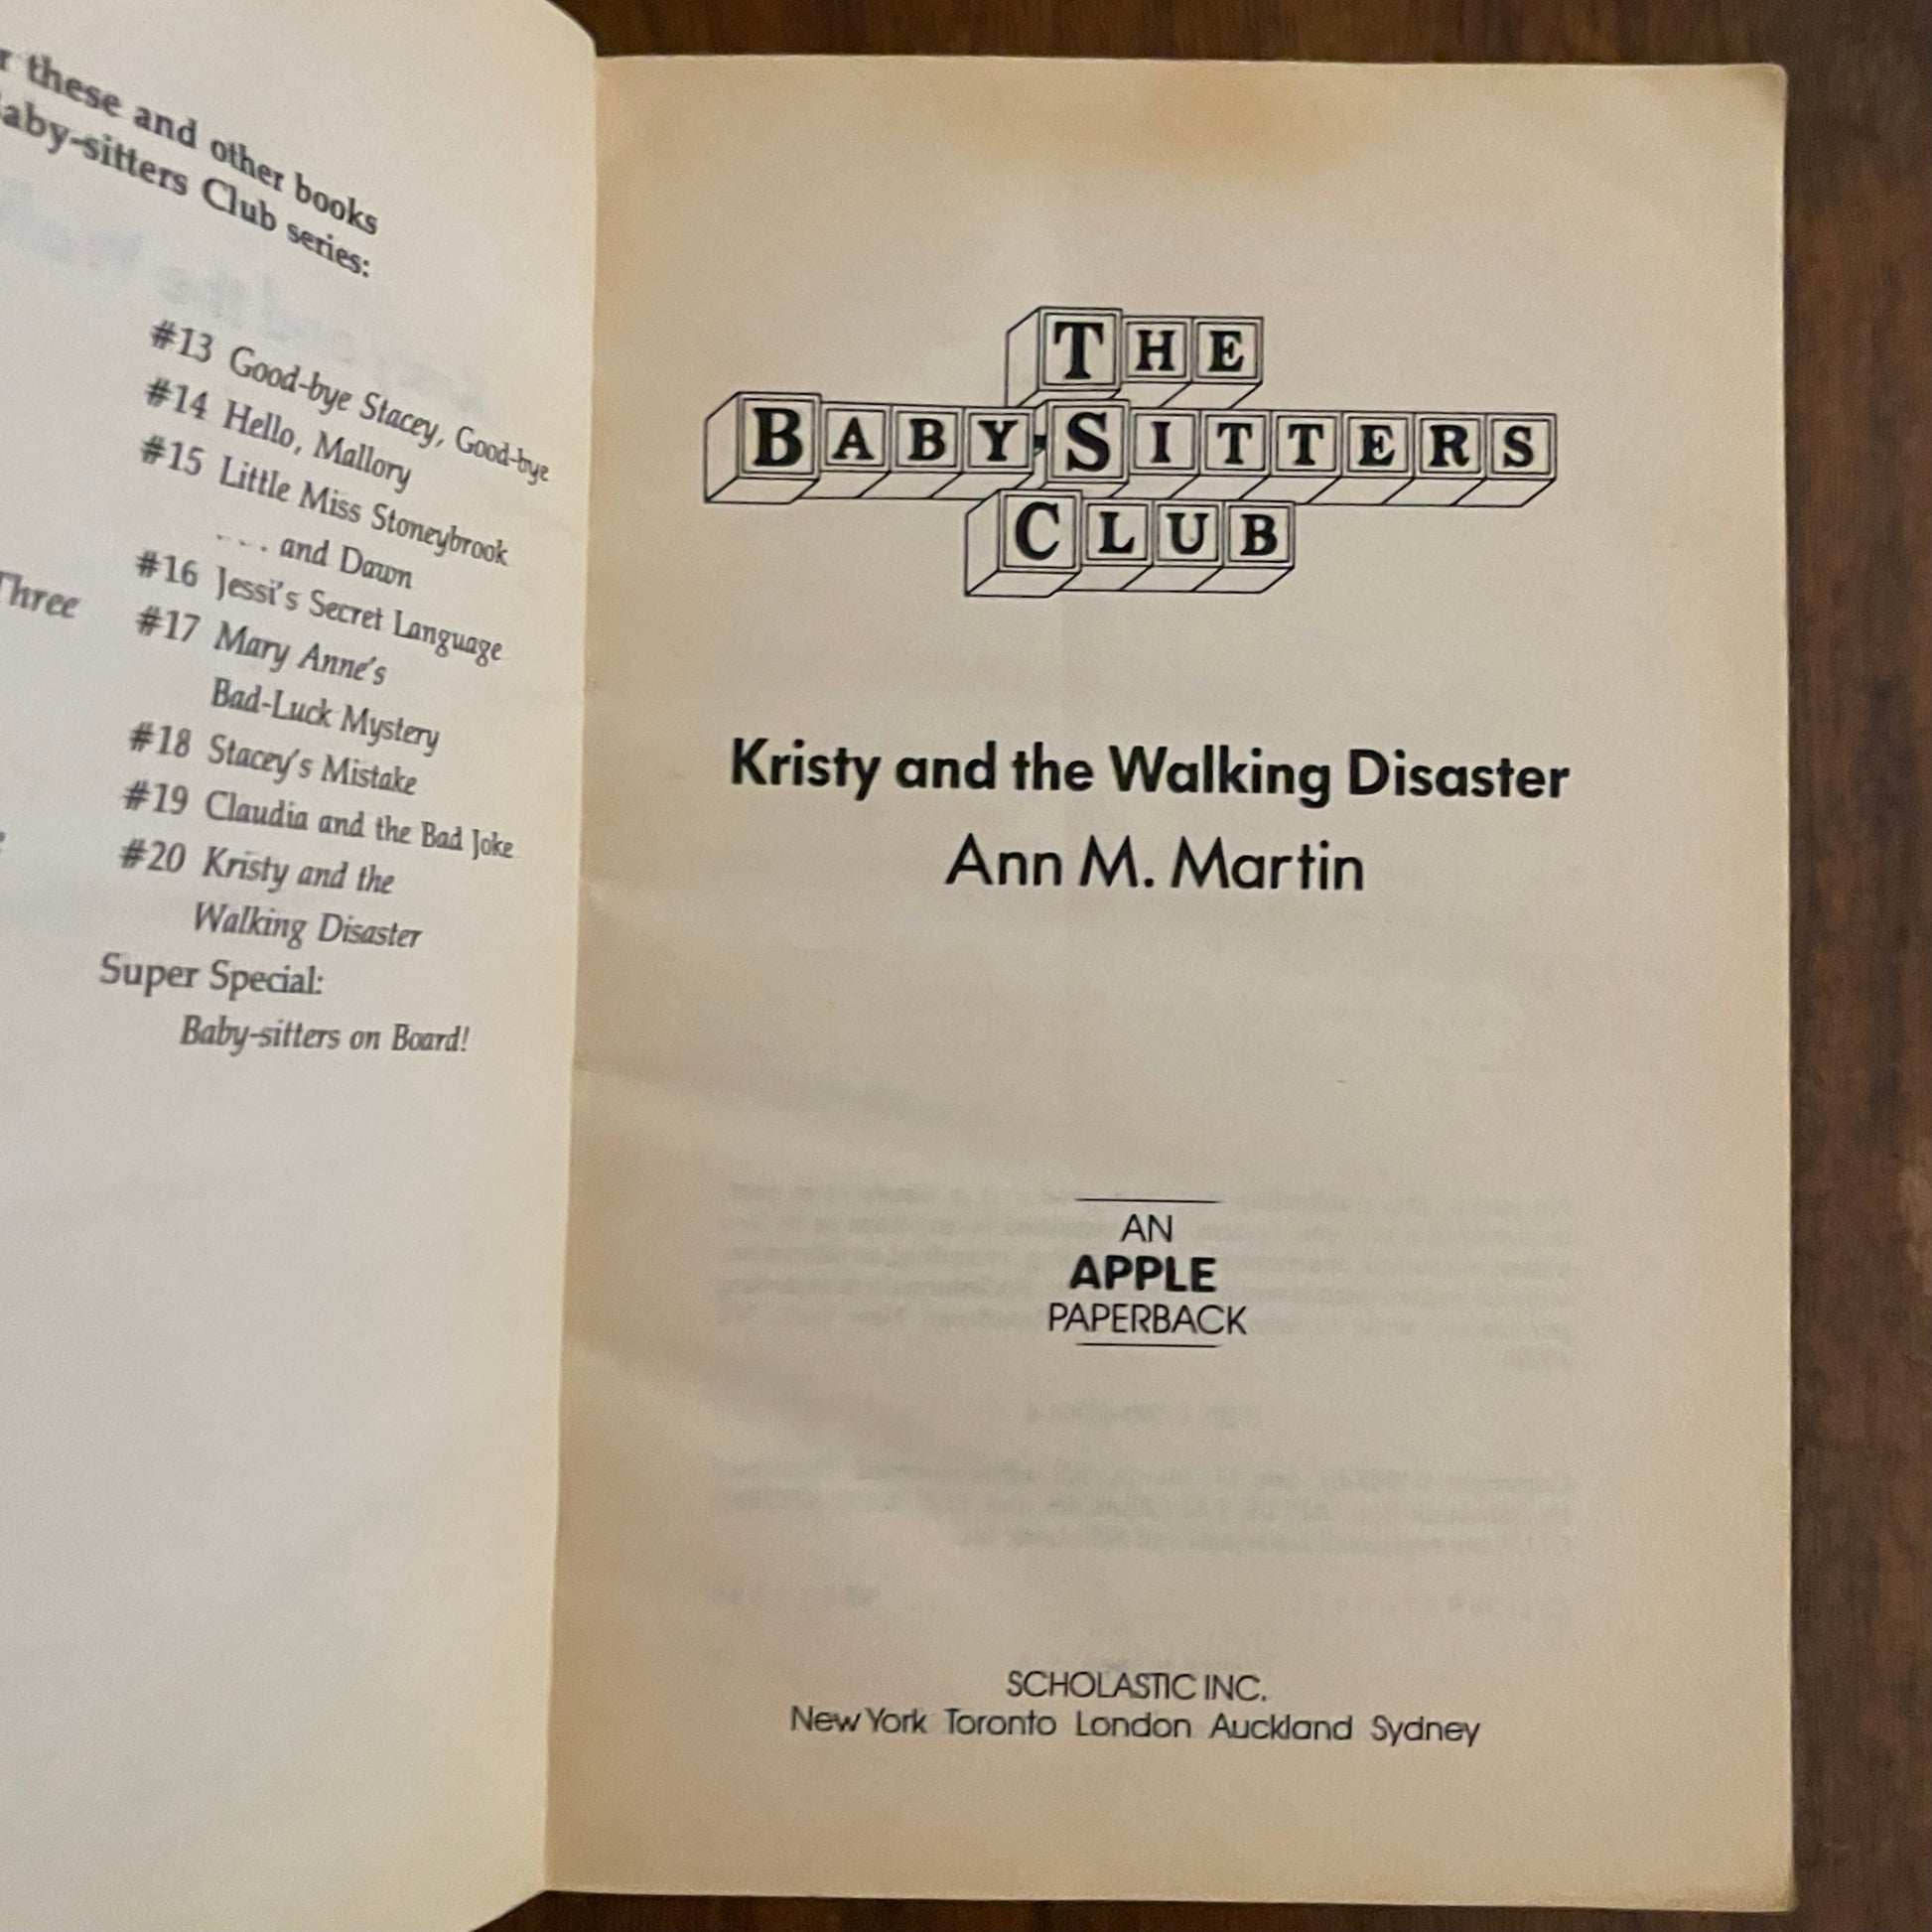 these and other books
Baby-sitters Club series:
Three
#13 Good-bye Stacey, Good-bye
#14 Hello, Mallory
#15 Little Miss Stoneybrook
. . . and Dawn
#16 Jessi's Secret Language
#17 Mary Anne's
Bad-Luck Mystery
#18 Stacey's Mistake
#19 Claudia and the Bad Joke
#20 Kristy and the
Walking Disaster
Super Special:
Baby-sitters on Board!
THE
BABY-SITTERS
CLUB
Kristy and the Walking Disaster
Ann M. Martin
AN
APPLE
PAPERBACK
SCHOLASTIC INC.
New York Toronto London Auckland Sydney